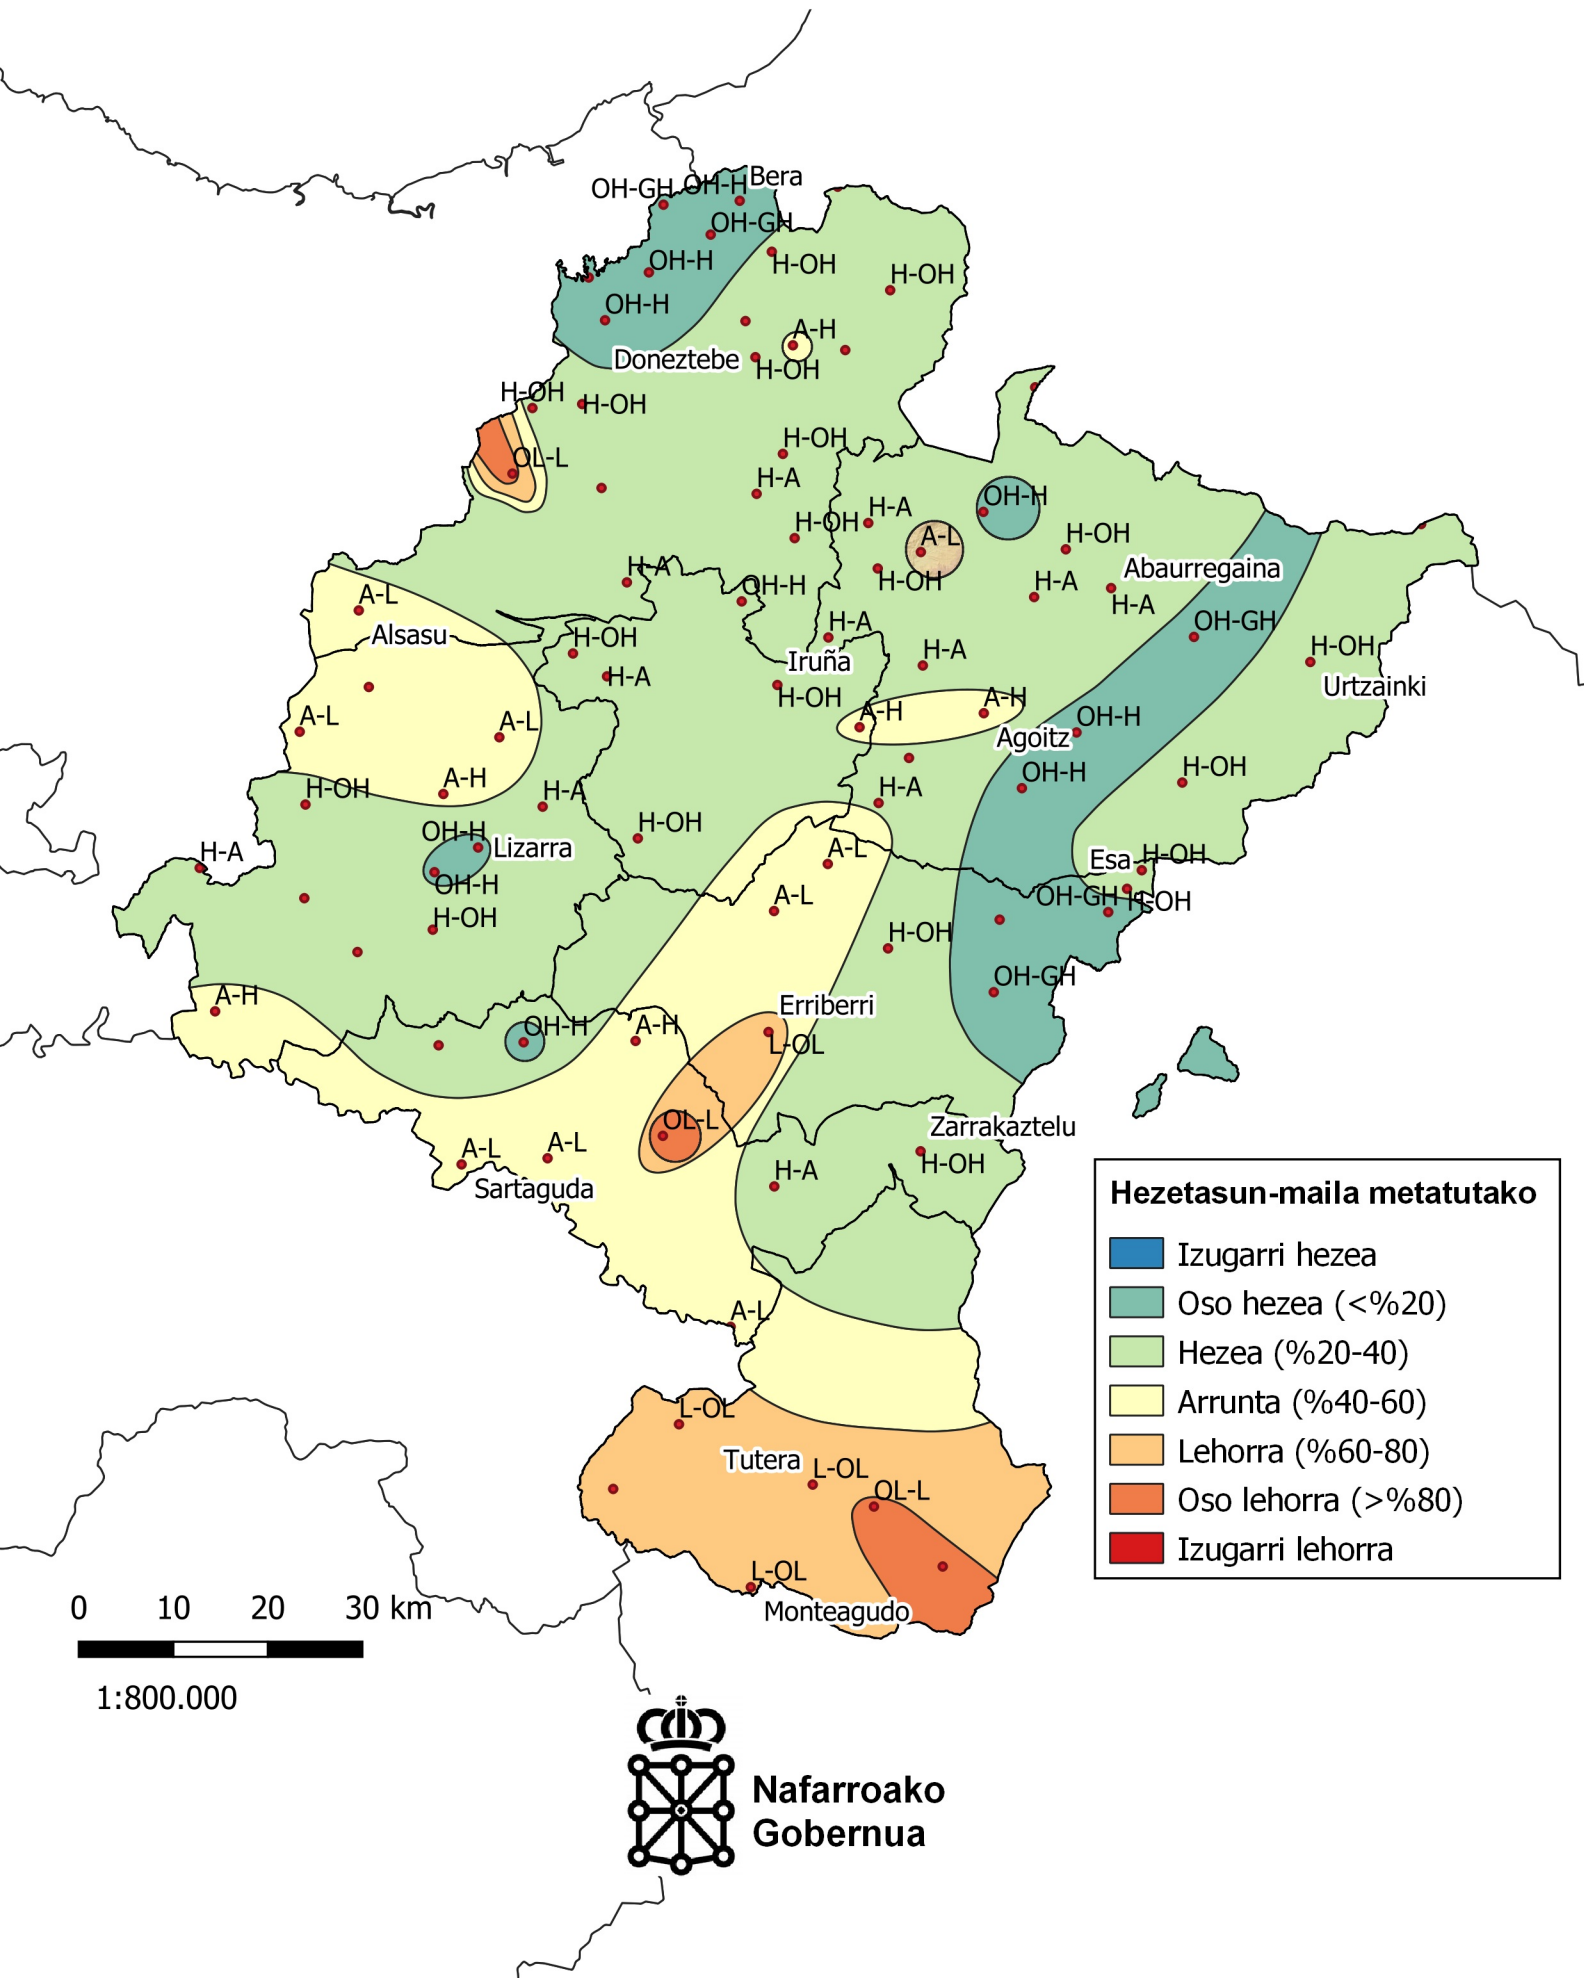 OH-GH OH-H Bera
OH-GH
OH-H
H-OH
H-OH
OH-H
A-H
Doneztebe
H-OH
H-OH
H-OH
H-OH
OL-L
H-A
OH-H
H-A
H-OH
A-L
H-OH
H-OH
Abaurregaina
H-A
H-A
H-A
OH-H
A-L
OH-GH
H-A
Alsasu
H-OH
H-OH
H-A
Iruña
H-A
Urtzainki
H-OH
A-H
A-H
A-L
A-L
OH-H
Agoitz
H-OH
OH-H
A-H
H-OH
H-A
H-A
H-OH
OH-H
Lizarra
A-L
H-A
Esa
H-OH
OH-H
A-L
OH-GH
H-OH
H-OH
H-OH
OH-GH
A-H
Erriberri
OH-H
A-H
L-OL
OL-L
Zarrakaztelu
A-L
A-L
H-OH
H-A
Sartaguda
A-L
L-OL
Tutera
L-OL
OL-L
L-OL
Monteagudo
Hezetasun-maila metatutako
Izugarri hezea
Oso hezea (<%20)
Hezea (%20-40)
Arrunta (%40-60)
Lehorra (%60-80)
Oso lehorra (>%80)
Izugarri lehorra
0 10 20 30 km
1:800.000
Nafarroako
Gobernua